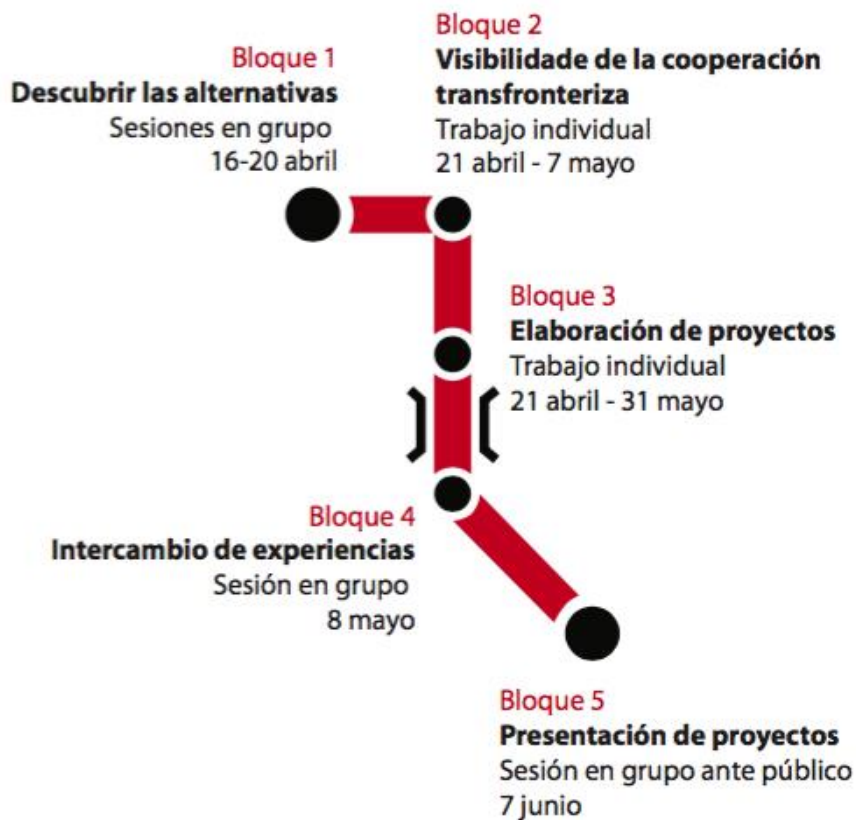 Bloque 1
Descubrir las alternativas
Sesiones en grupo
16-20 abril
Bloque 2
Visibilidade de la cooperación
transfronteriza
Trabajo individual
21 abril - 7 mayo
Bloque 3
Elaboración de proyectos
Trabajo individual
21 abril - 31 mayo
Bloque 4
Intercambio de experiencias
Sesión en grupo
8 mayo
Bloque 5
Presentación de proyectos
Sesión en grupo ante público
7 junio